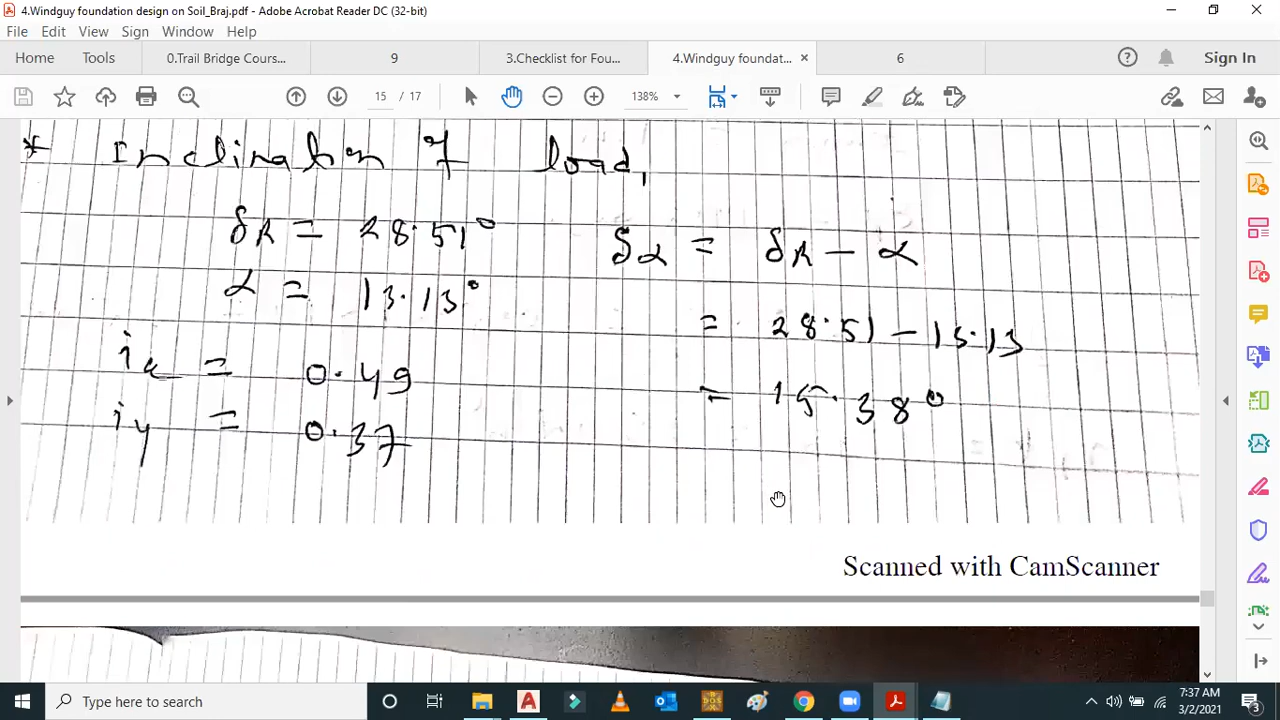 4.Windguy foundation design on Soil_Braj.pdf - Adobe Acrobat Reader DC (32-bit)
File Edit View Sign Window Help
Home Tools 0.Trail Bridge Cours... 9 3.Checklist for Fou... 4.Windguy foundat... × 6 Sign In
15 / 17 138%
* Inclination of load,
δR = 28.51° δα = δR - α
α = 13.13°
= 28.51 - 13.13
ic = 0.49
= 15.38°
iγ = 0.37
Scanned with CamScanner
Type here to search
7:37 AM
3/2/2021
3